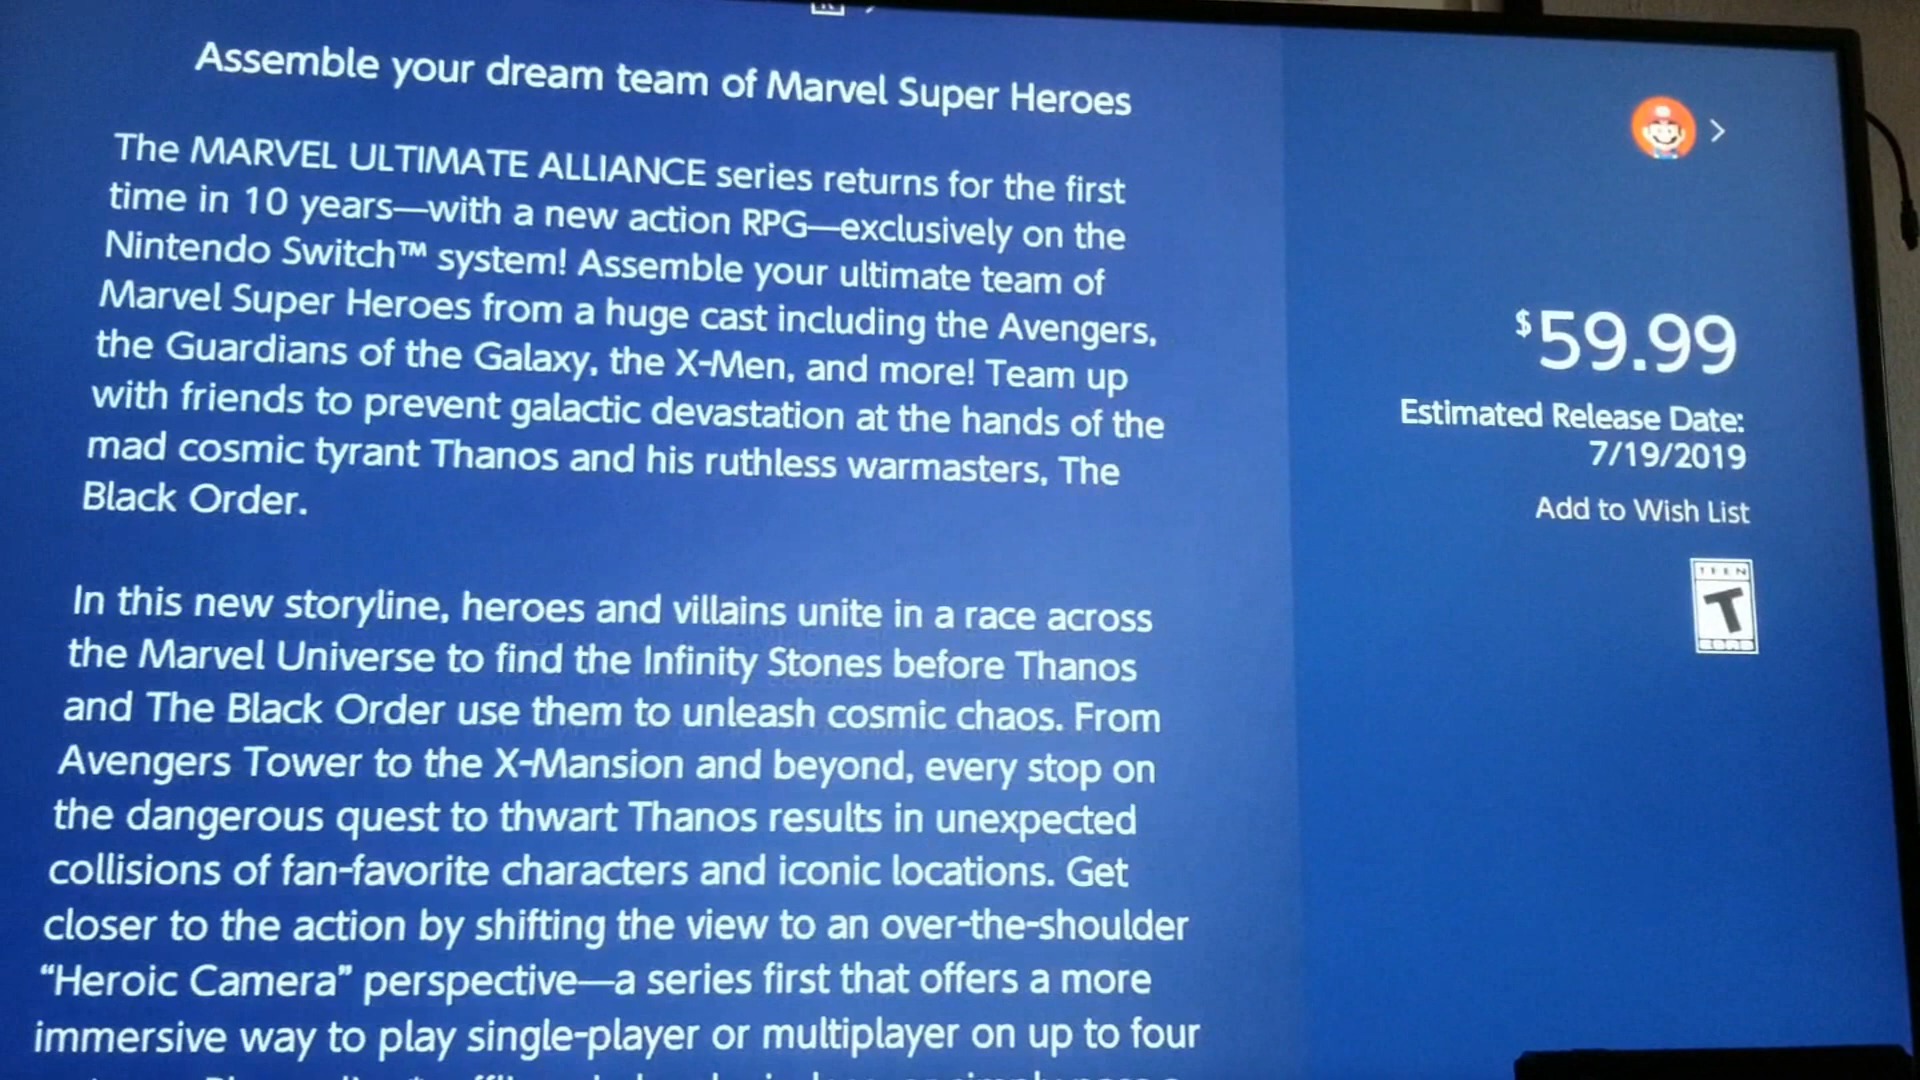 Assemble your dream team of Marvel Super Heroes
The MARVEL ULTIMATE ALLIANCE series returns for the first
time in 10 years—with a new action RPG—exclusively on the
Nintendo Switch™ system! Assemble your ultimate team of
Marvel Super Heroes from a huge cast including the Avengers,
the Guardians of the Galaxy, the X-Men, and more! Team up
with friends to prevent galactic devastation at the hands of the
mad cosmic tyrant Thanos and his ruthless warmasters, The
Black Order.
In this new storyline, heroes and villains unite in a race across
the Marvel Universe to find the Infinity Stones before Thanos
and The Black Order use them to unleash cosmic chaos. From
Avengers Tower to the X-Mansion and beyond, every stop on
the dangerous quest to thwart Thanos results in unexpected
collisions of fan-favorite characters and iconic locations. Get
closer to the action by shifting the view to an over-the-shoulder
“Heroic Camera” perspective—a series first that offers a more
immersive way to play single-player or multiplayer on up to four
$59.99
Estimated Release Date:
7/19/2019
Add to Wish List
TEEN
T
ESRB